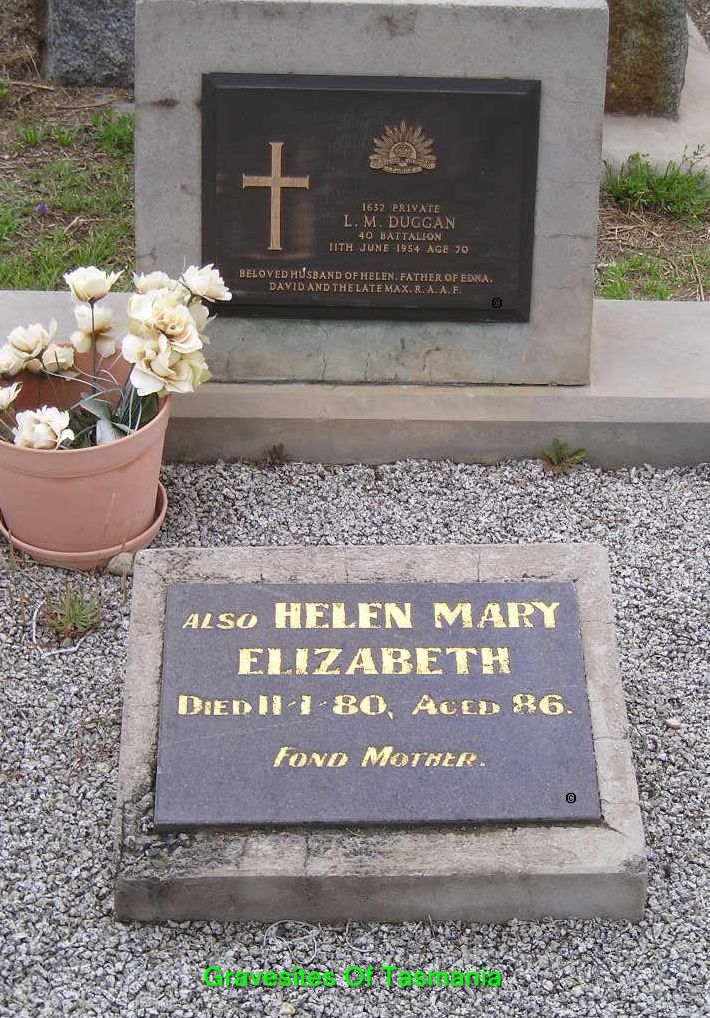 1632 PRIVATE
L. M. DUGGAN
40 BATTALION
11TH JUNE 1954 AGE 70
BELOVED HUSBAND OF HELEN. FATHER OF EDNA.
DAVID AND THE LATE MAX. R.A.A.F.
©
ALSO HELEN MARY
ELIZABETH
DIED 11-1-80, AGED 86.
FOND MOTHER.
©
Gravesites Of Tasmania